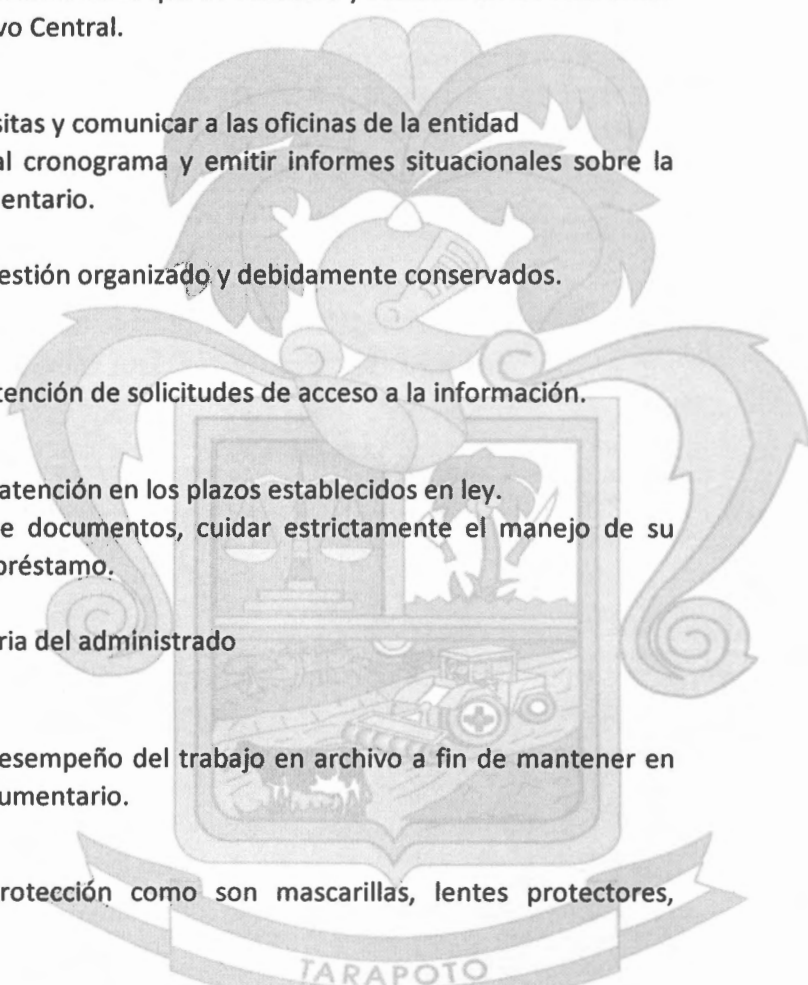 vo Central.
sitas y comunicar a las oficinas de la entidad
al cronograma y emitir informes situacionales sobre la
entario.
estión organizado y debidamente conservados.
tención de solicitudes de acceso a la información.
atención en los plazos establecidos en ley.
e documentos, cuidar estrictamente el manejo de su
préstamo.
ria del administrado
esempeño del trabajo en archivo a fin de mantener en
umentario.
rotección como son mascarillas, lentes protectores,
TARAPOTO